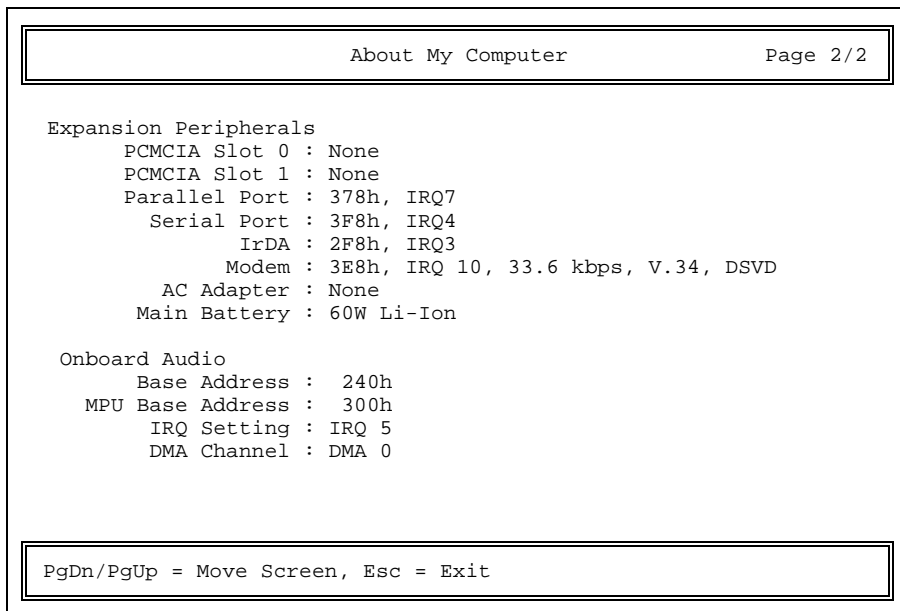 About My Computer Page 2/2
Expansion Peripherals
PCMCIA Slot 0 : None
PCMCIA Slot 1 : None
Parallel Port : 378h, IRQ7
Serial Port : 3F8h, IRQ4
IrDA : 2F8h, IRQ3
Modem : 3E8h, IRQ 10, 33.6 kbps, V.34, DSVD
AC Adapter : None
Main Battery : 60W Li-Ion
Onboard Audio
Base Address : 240h
MPU Base Address : 300h
IRQ Setting : IRQ 5
DMA Channel : DMA 0
PgDn/PgUp = Move Screen, Esc = Exit